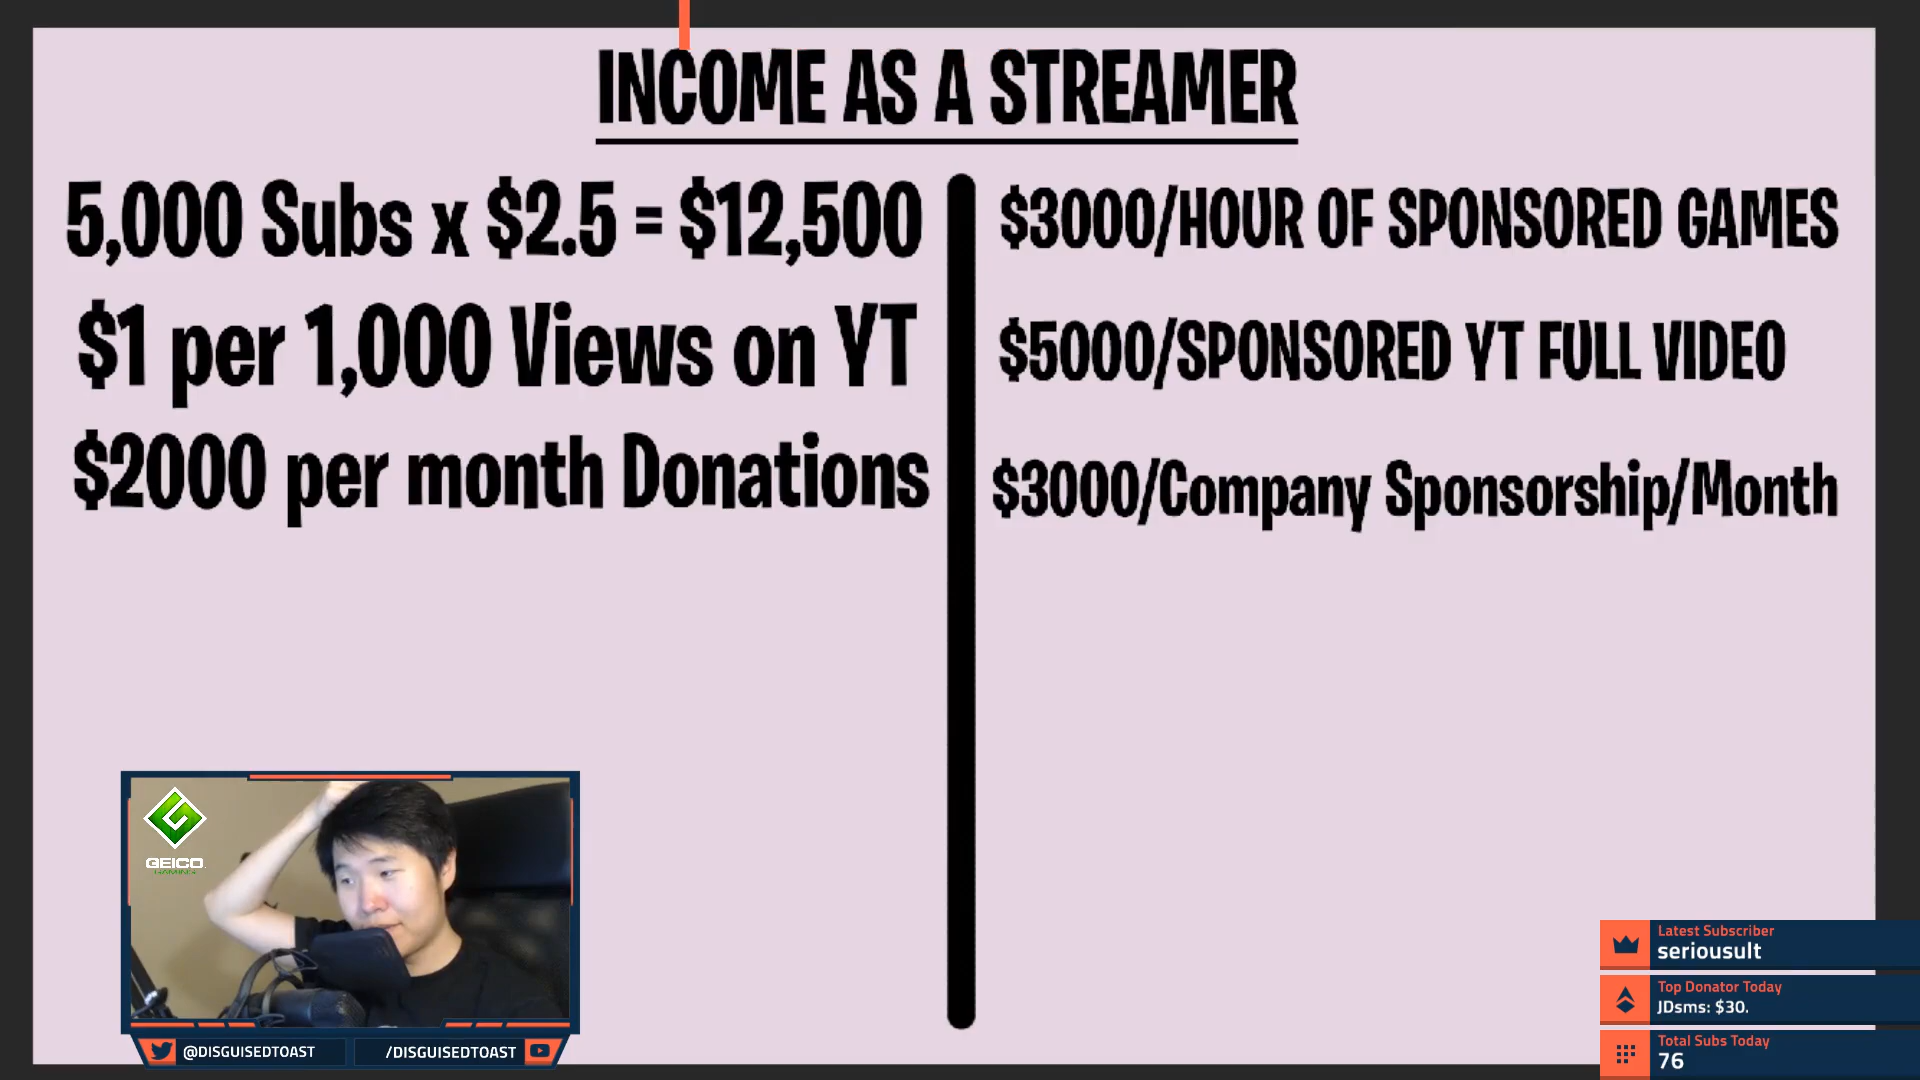 INCOME AS A STREAMER
5,000 Subs x $2.5 = $12,500
$1 per 1,000 Views on YT
$2000 per month Donations
$3000/HOUR OF SPONSORED GAMES
$5000/SPONSORED YT FULL VIDEO
$3000/Company Sponsorship/Month
GEICO
GAMING
@DISGUISEDTOAST
/DISGUISEDTOAST
Latest Subscriber
seriousult
Top Donator Today
JDsms: $30.
Total Subs Today
76